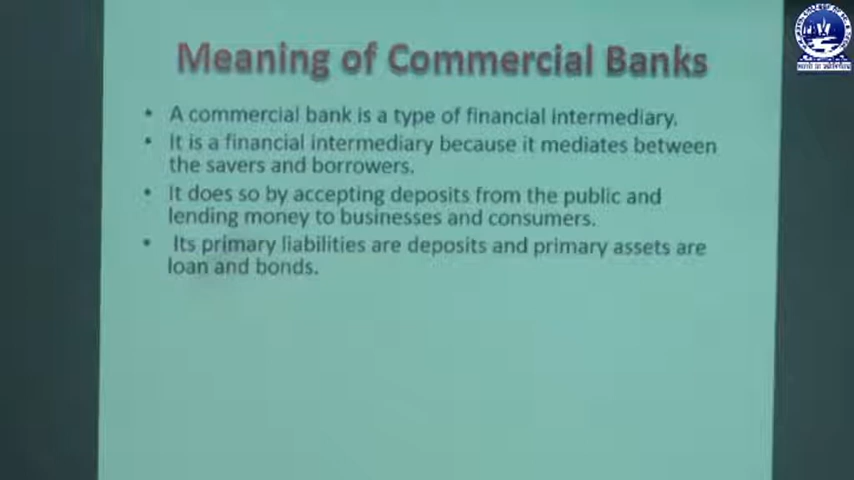 Meaning of Commercial Banks
• A commercial bank is a type of financial intermediary.
• It is a financial intermediary because it mediates between
the savers and borrowers.
• It does so by accepting deposits from the public and
lending money to businesses and consumers.
• Its primary liabilities are deposits and primary assets are
loan and bonds.